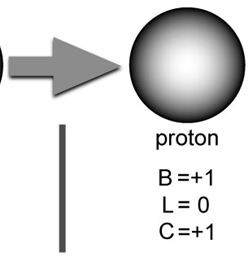 proton
B =+1
L = 0
C =+1